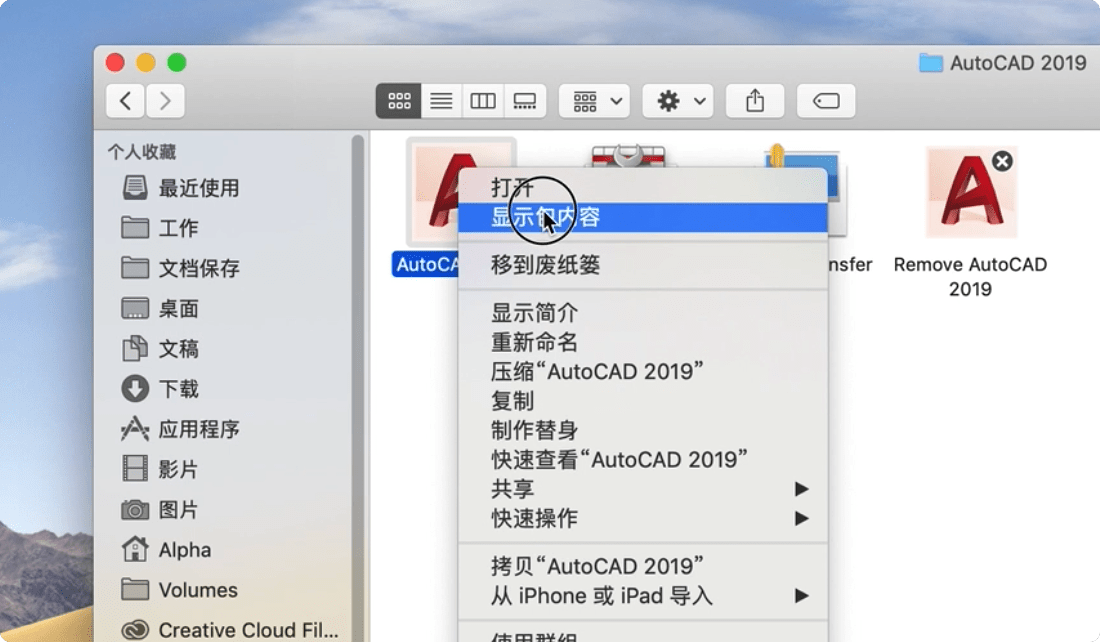 AutoCAD 2019
个人收藏
最近使用
工作
文档保存
桌面
文稿
下载
应用程序
影片
图片
Alpha
Volumes
Creative Cloud Fil...
AutoCA
nsfer
Remove AutoCAD
2019
打开
显示包内容
移到废纸篓
显示简介
重新命名
压缩“AutoCAD 2019”
复制
制作替身
快速查看“AutoCAD 2019”
共享
快速操作
拷贝“AutoCAD 2019”
从 iPhone 或 iPad 导入
使用群组